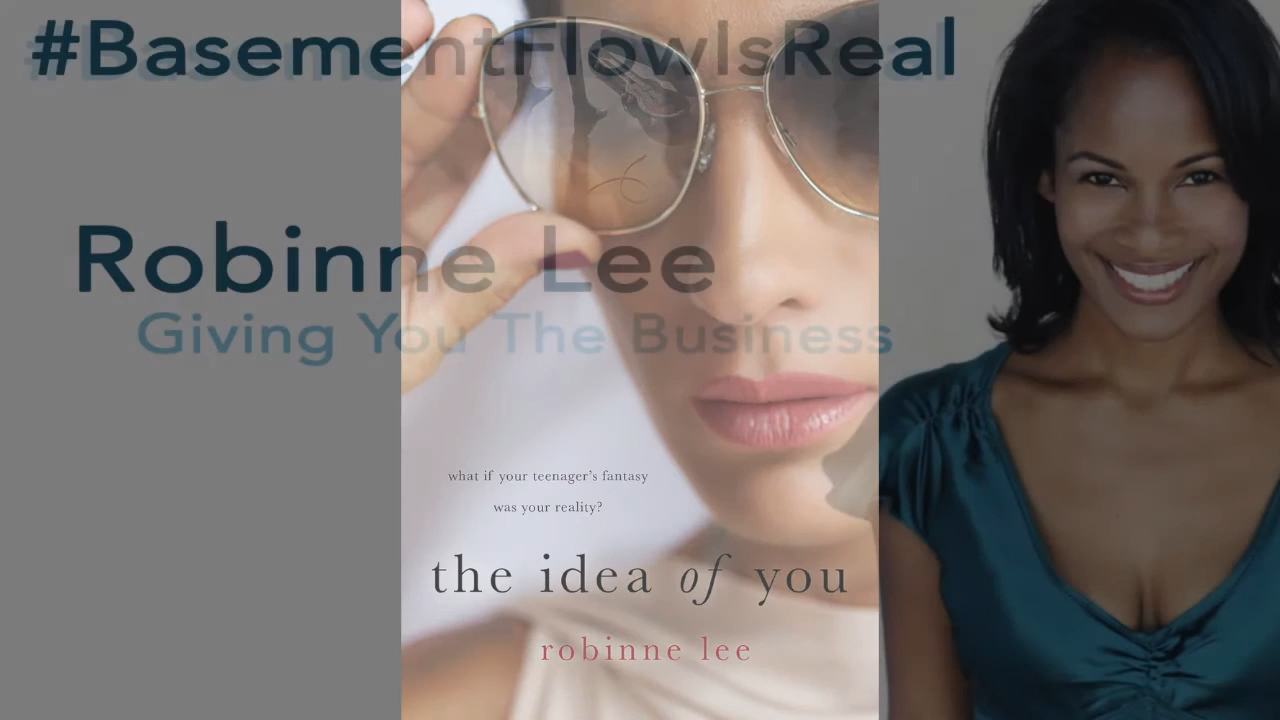 #BasementFlowIsReal
Robinne Lee
Giving You The Business
what if your teenager's fantasy
was your reality?
the idea of you
robinne lee